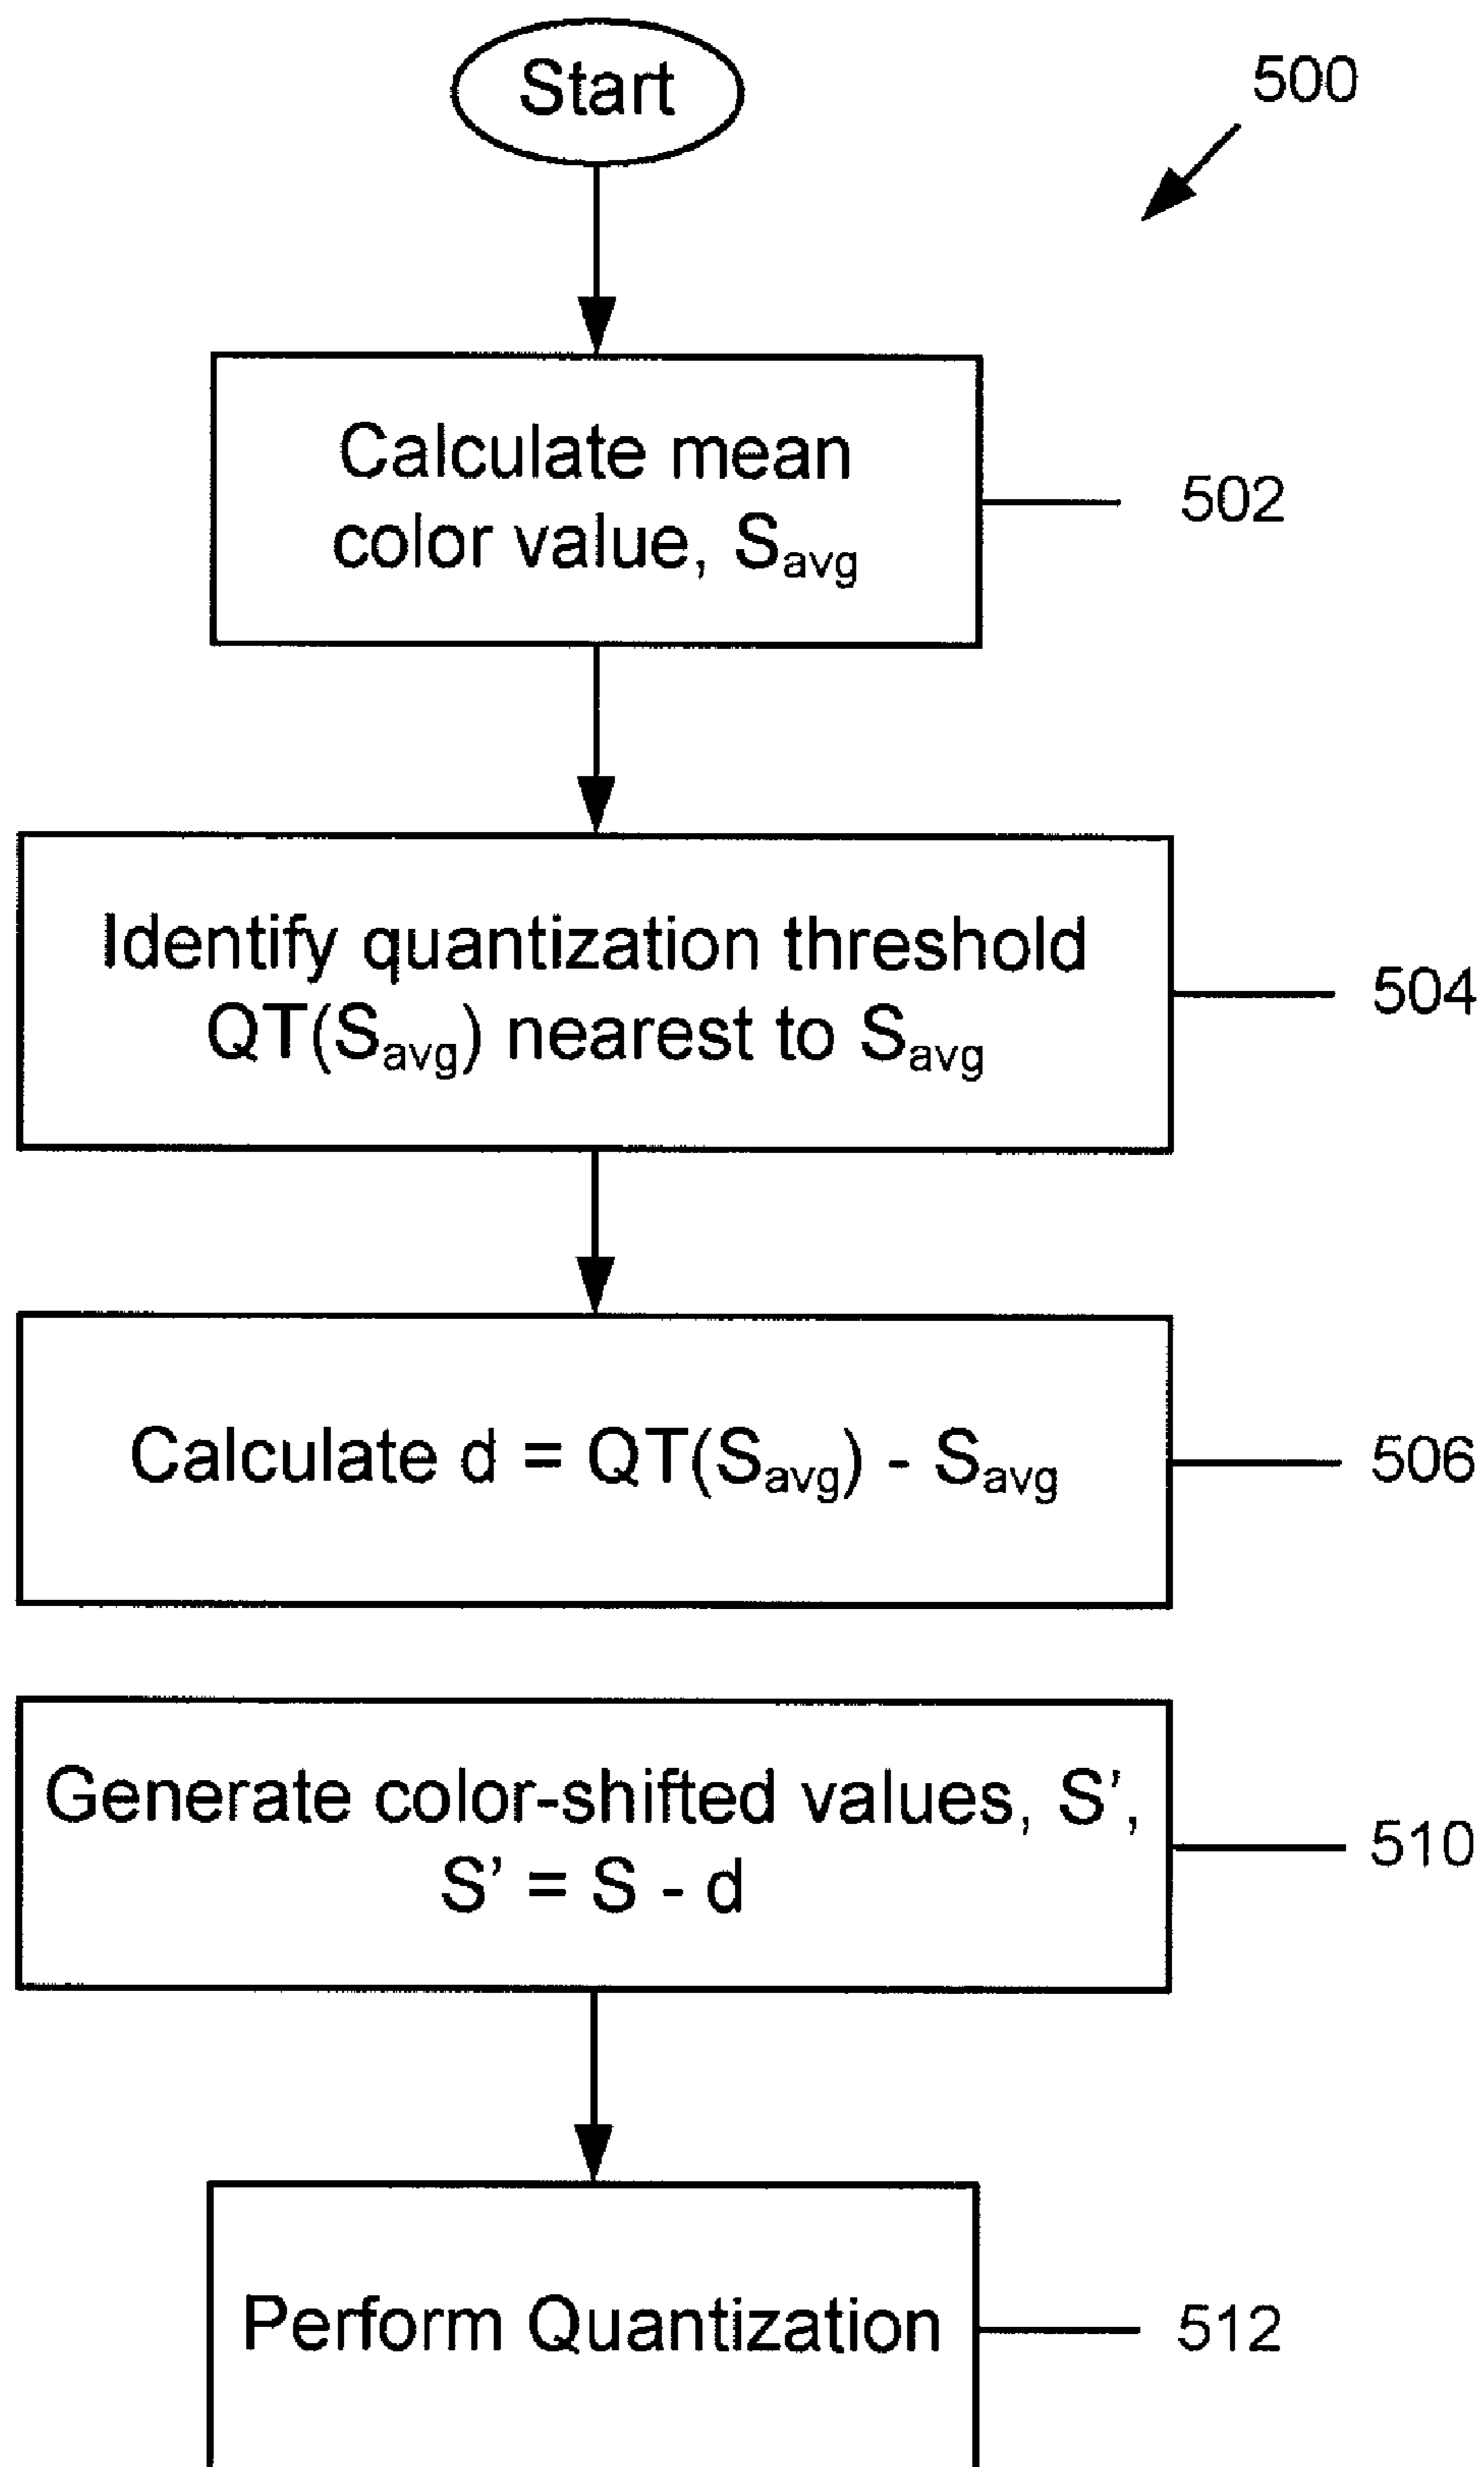 Start
500
Calculate mean
color value, Savg
502
Identify quantization threshold
QT(Savg) nearest to Savg
504
Calculate d = QT(Savg) - Savg
506
Generate color-shifted values, S’,
S’ = S - d
510
Perform Quantization
512